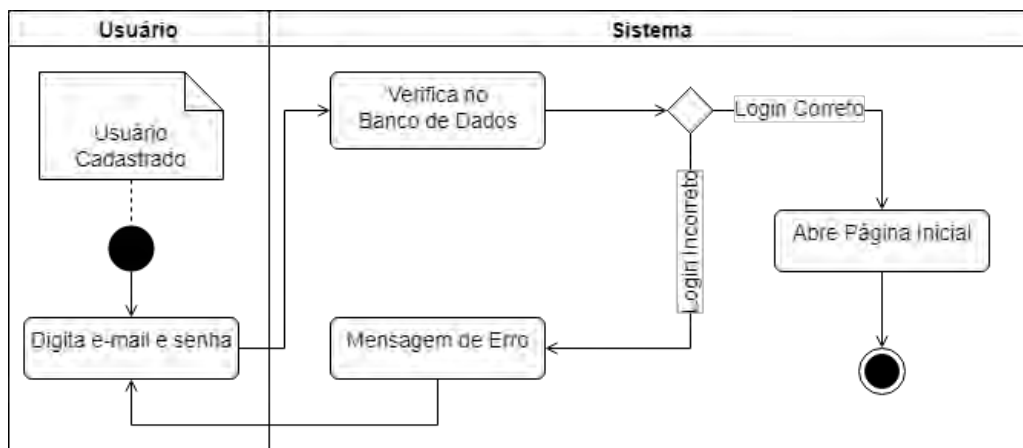 Usuário
Sistema
Usuário
Cadastrado
Verifica no
Banco de Dados
Login Correto
Login Incorreto
Abre Página Inicial
Digita e-mail e senha
Mensagem de Erro